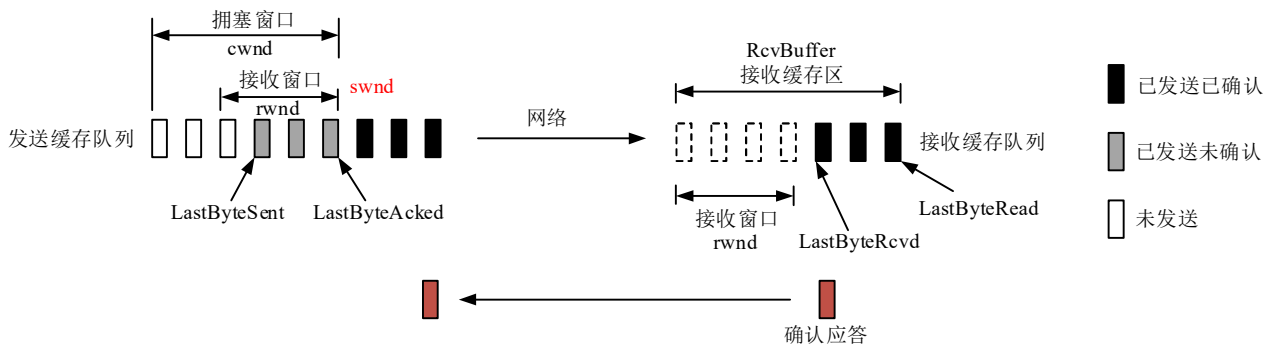 拥塞窗口
cwnd
接收窗口
swnd
rwnd
发送缓存队列
LastByteSent
LastByteAcked
网络
RcvBuffer
接收缓存区
接收缓存队列
LastByteRead
接收窗口
rwnd
LastByteRcvd
确认应答
已发送已确认
已发送未确认
未发送